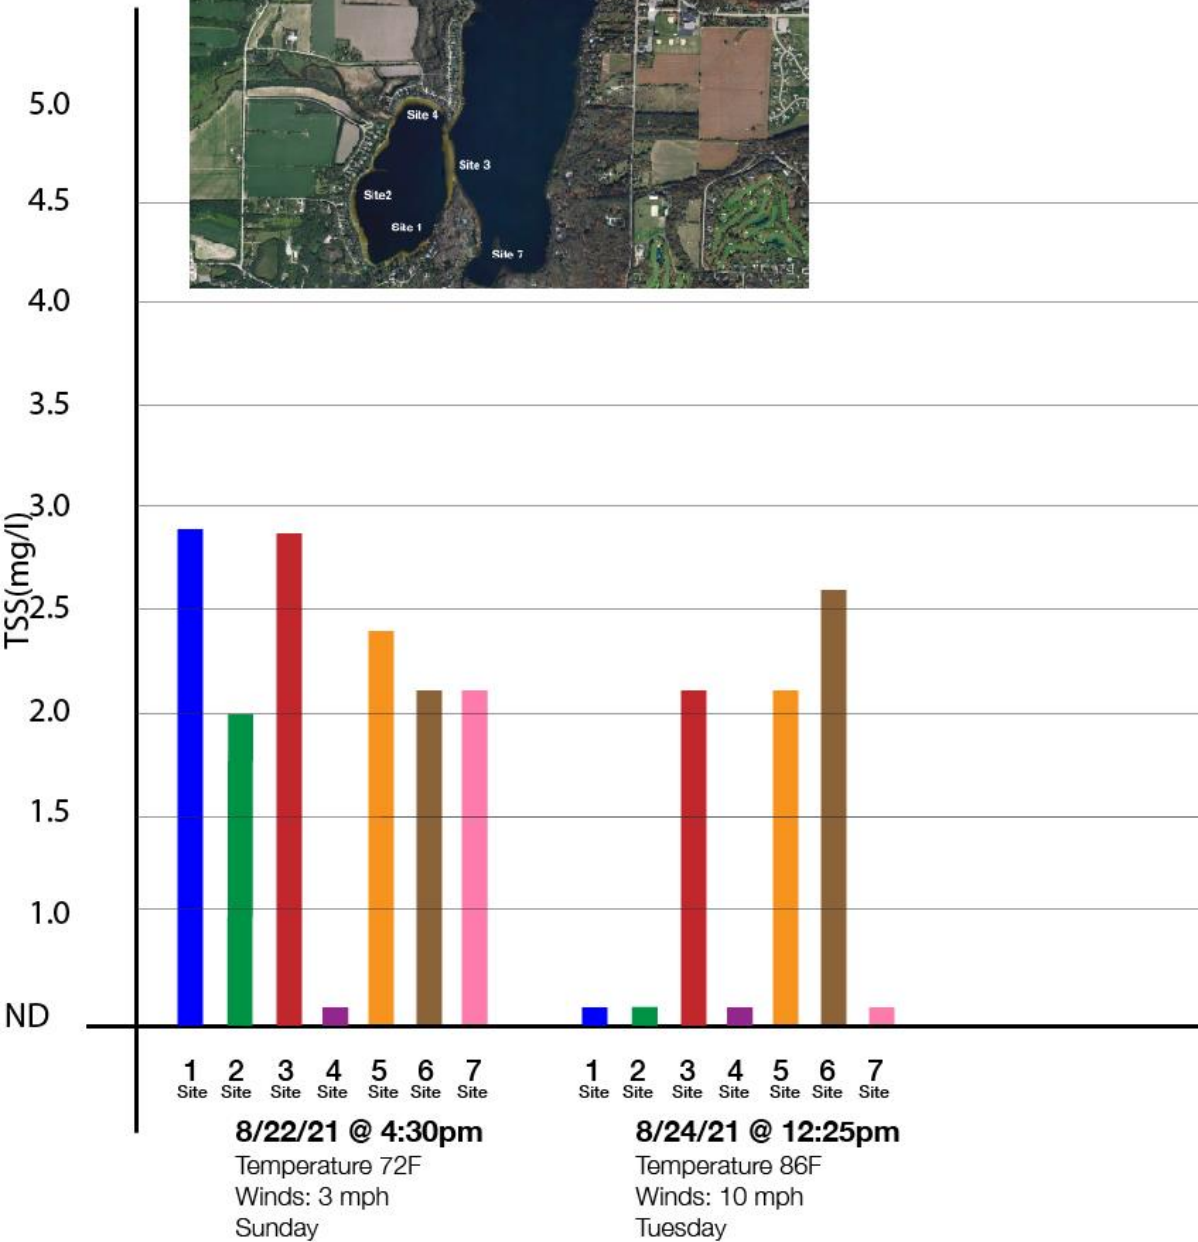 5.0
Site 4
Site 3
4.5
Site2
Site 1
Site 7
4.0
3.5
3.0
TSS(mg/l)
2.5
2.0
1.5
1.0
ND
1 2 3 4 5 6 7 1 2 3 4 5 6 7
Site Site Site Site Site Site Site Site Site Site Site Site Site Site
8/22/21 @ 4:30pm
Temperature 72F
Winds: 3 mph
Sunday
8/24/21 @ 12:25pm
Temperature 86F
Winds: 10 mph
Tuesday